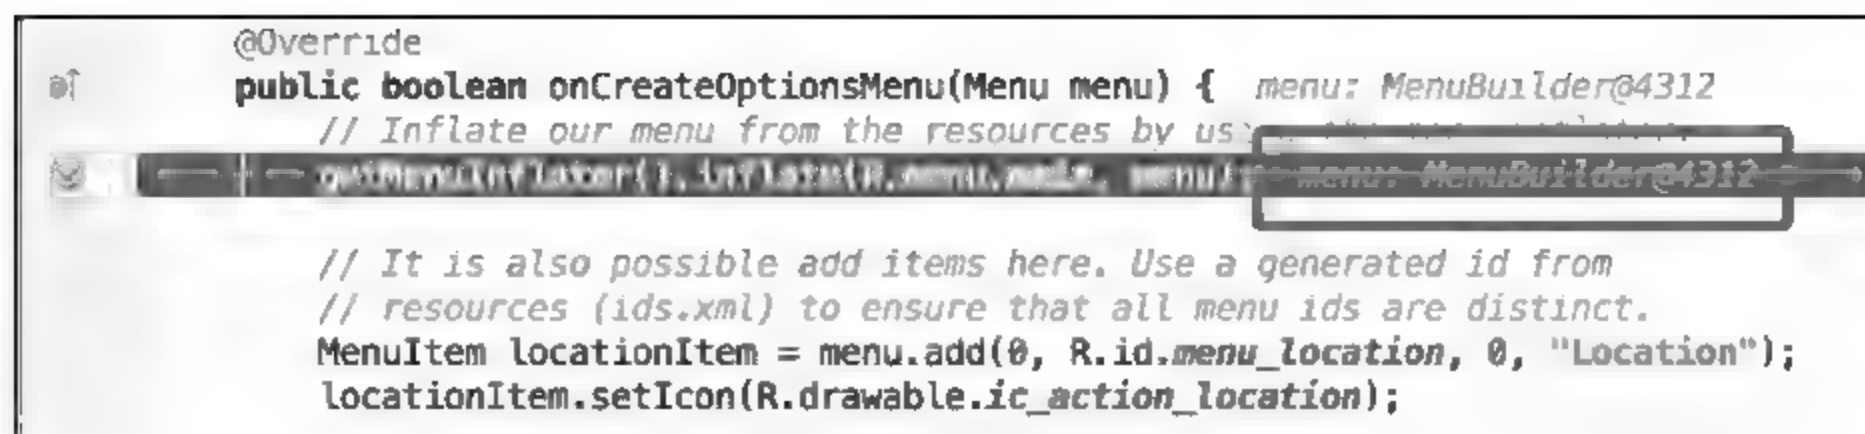 @Override
public boolean onCreateOptionsMenu(Menu menu) { menu: MenuBuilder@4312
// Inflate our menu from the resources by
getMenuInflater().inflate(R.menu.main, menu); menu: MenuBuilder@4312
// It is also possible add items here. Use a generated id from
// resources (ids.xml) to ensure that all menu ids are distinct.
MenuItem locationItem = menu.add(0, R.id.menu_location, 0, "Location");
locationItem.setIcon(R.drawable.ic_action_location);